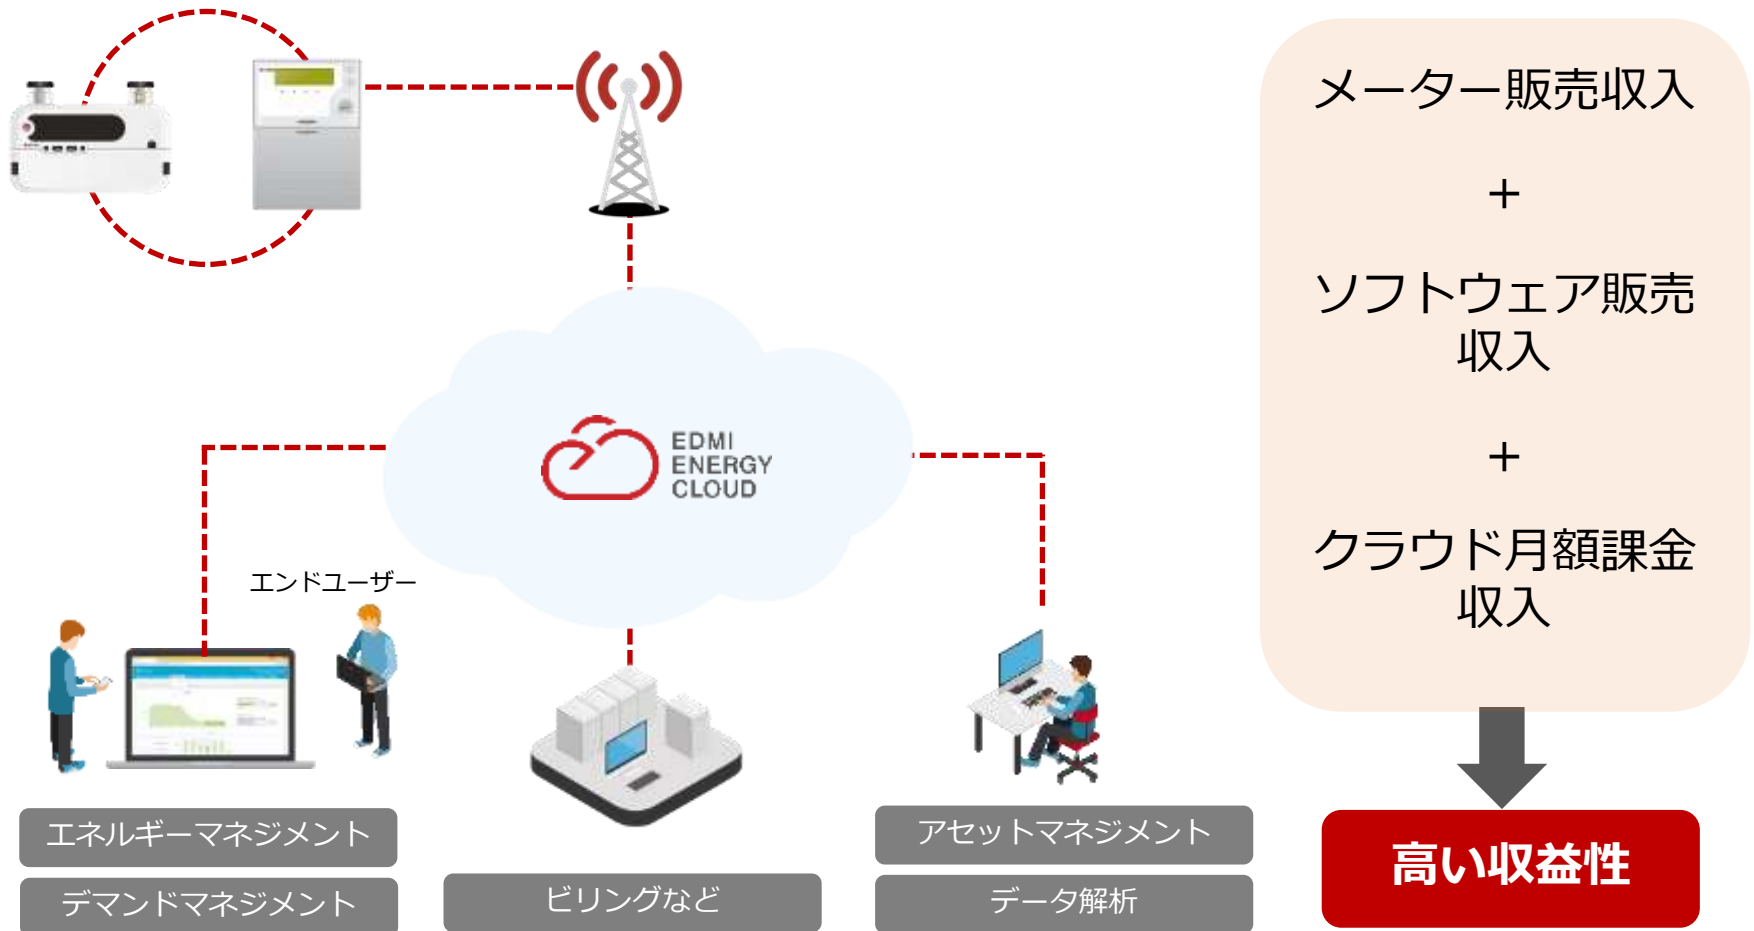 メーター販売収入
+
ソフトウェア販売
収入
+
クラウド月額課金
収入
高い収益性
EDMI
ENERGY
CLOUD
エンドユーザー
エネルギーマネジメント
デマンドマネジメント
ビリングなど
アセットマネジメント
データ解析